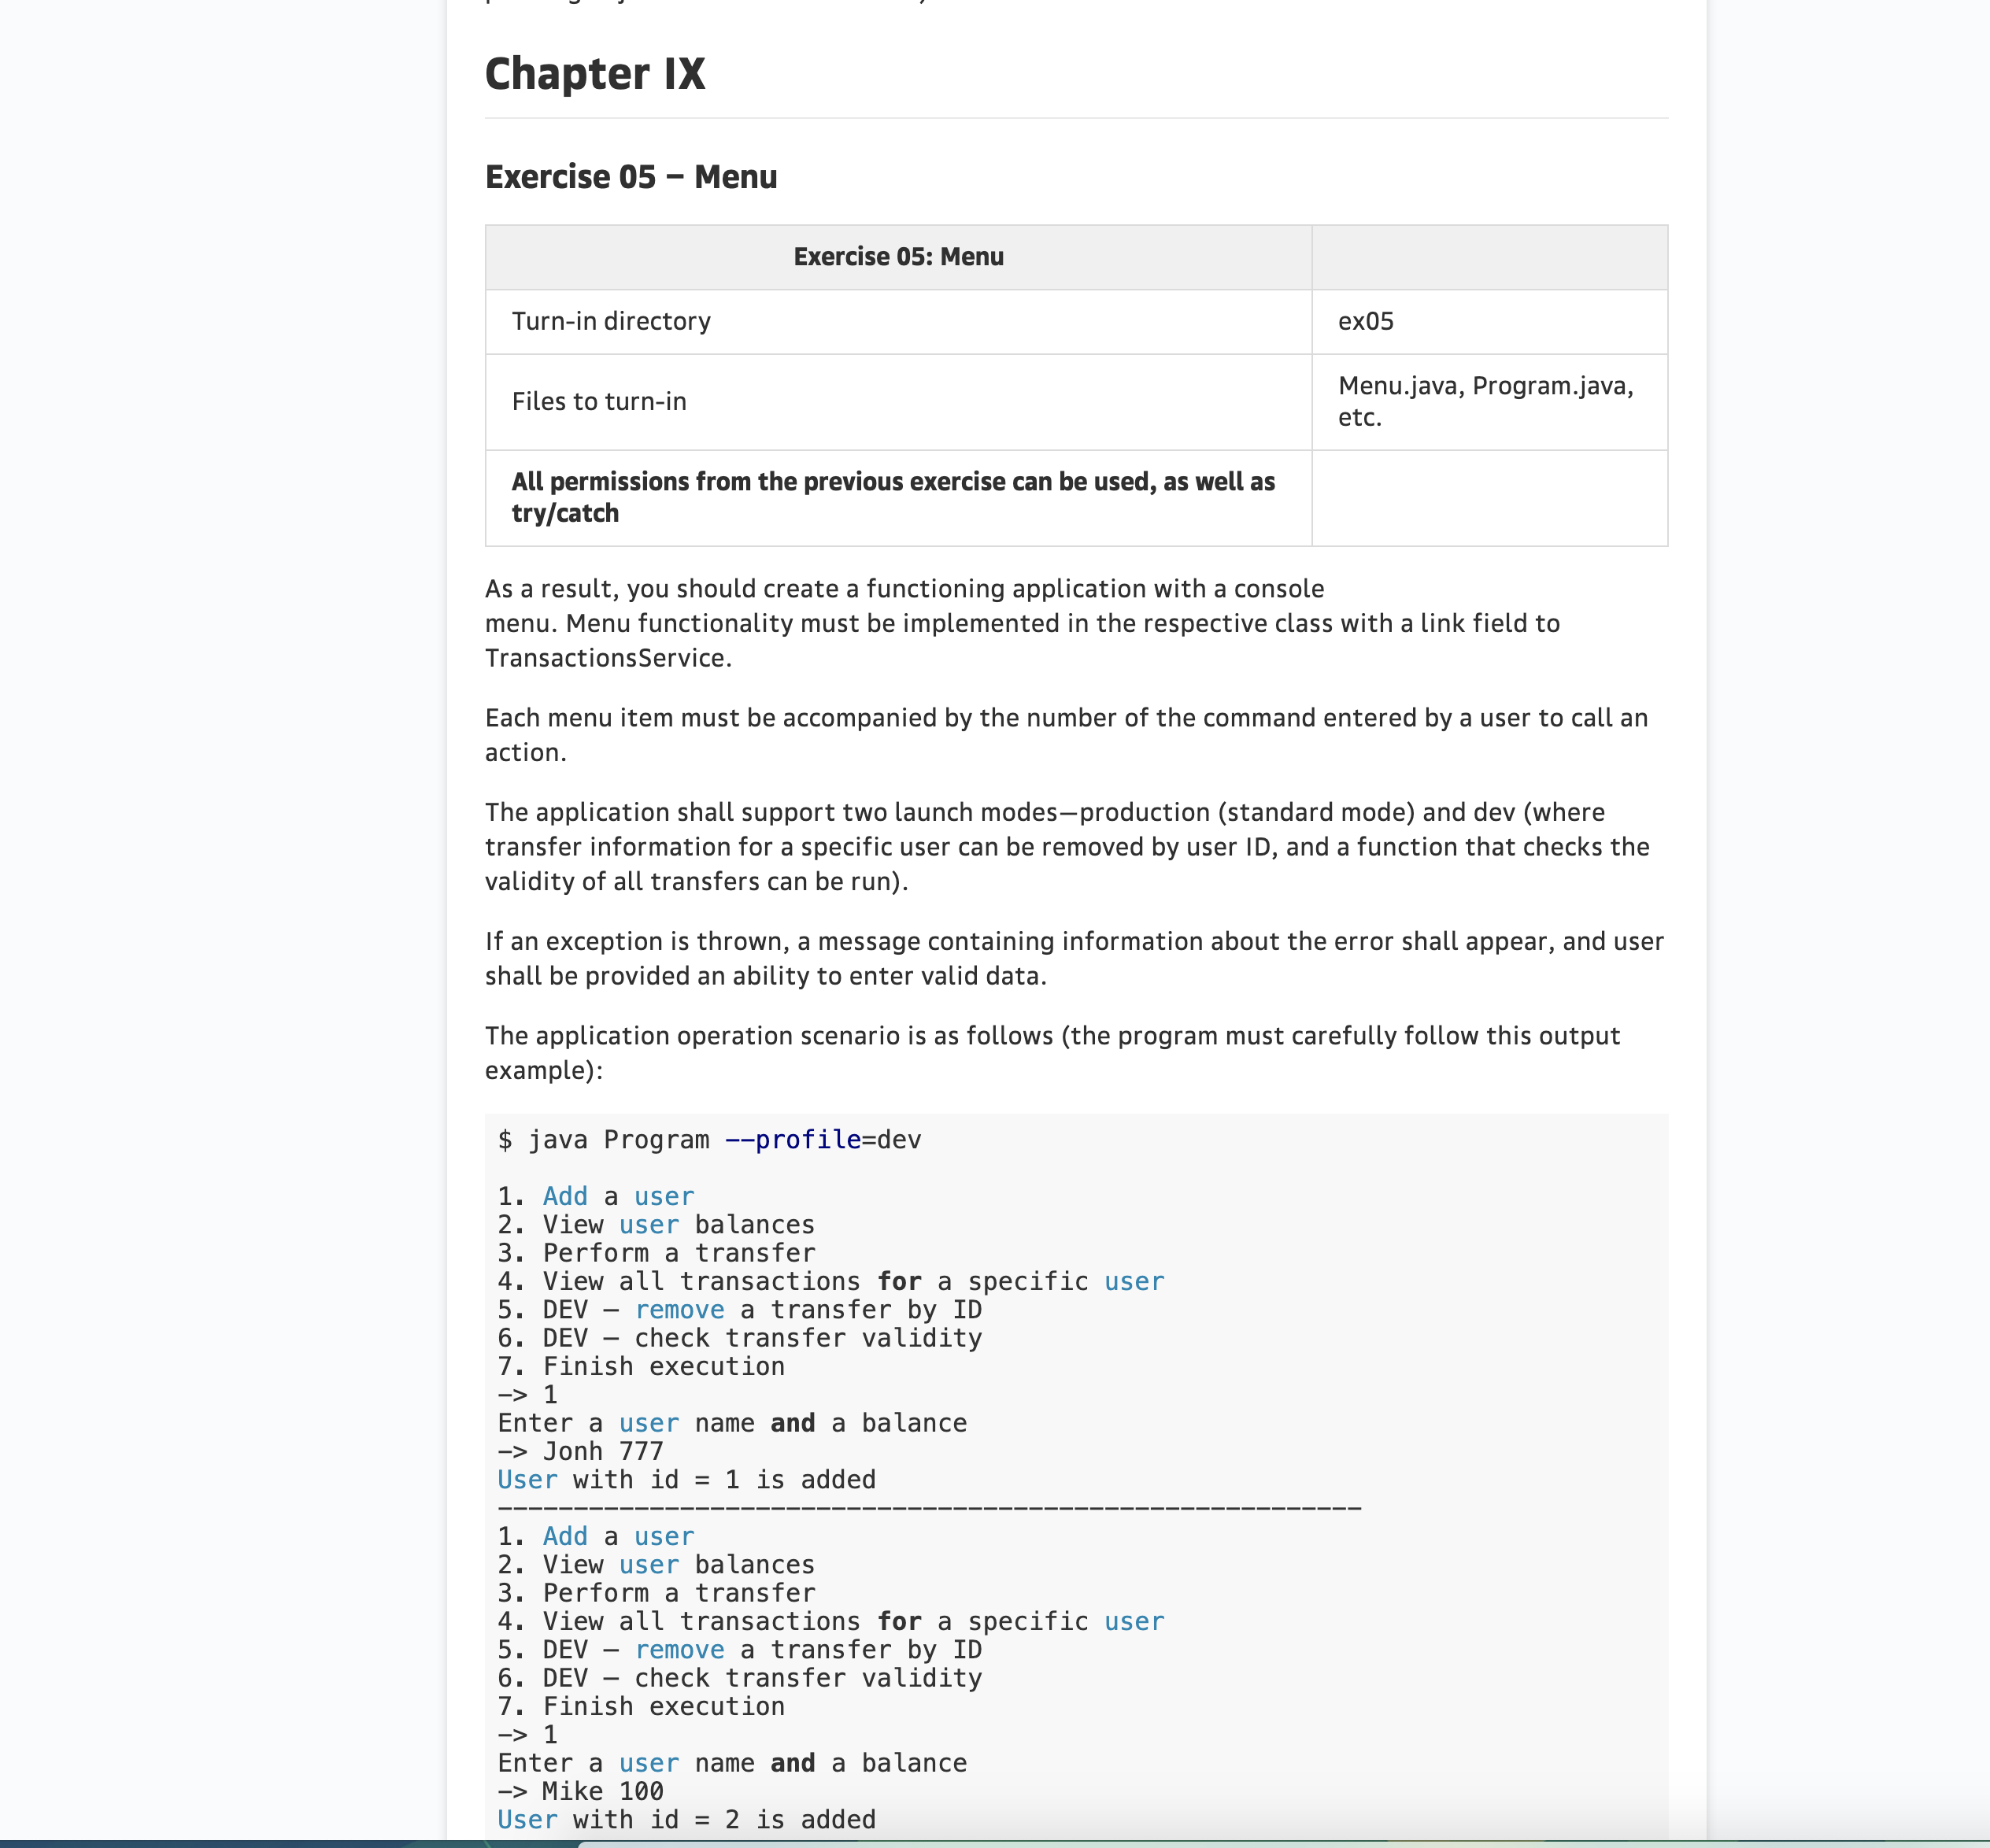 Chapter IX
Exercise 05 – Menu
Exercise 05: Menu
Turn-in directory
ex05
Files to turn-in
Menu.java, Program.java,
etc.
All permissions from the previous exercise can be used, as well as
try/catch
As a result, you should create a functioning application with a console
menu. Menu functionality must be implemented in the respective class with a link field to
TransactionsService.
Each menu item must be accompanied by the number of the command entered by a user to call an
action.
The application shall support two launch modes—production (standard mode) and dev (where
transfer information for a specific user can be removed by user ID, and a function that checks the
validity of all transfers can be run).
If an exception is thrown, a message containing information about the error shall appear, and user
shall be provided an ability to enter valid data.
The application operation scenario is as follows (the program must carefully follow this output
example):
$ java Program --profile=dev
1. Add a user
2. View user balances
3. Perform a transfer
4. View all transactions for a specific user
5. DEV – remove a transfer by ID
6. DEV – check transfer validity
7. Finish execution
-> 1
Enter a user name and a balance
-> Jonh 777
User with id = 1 is added
---------------------------------------------------------
1. Add a user
2. View user balances
3. Perform a transfer
4. View all transactions for a specific user
5. DEV – remove a transfer by ID
6. DEV – check transfer validity
7. Finish execution
-> 1
Enter a user name and a balance
-> Mike 100
User with id = 2 is added